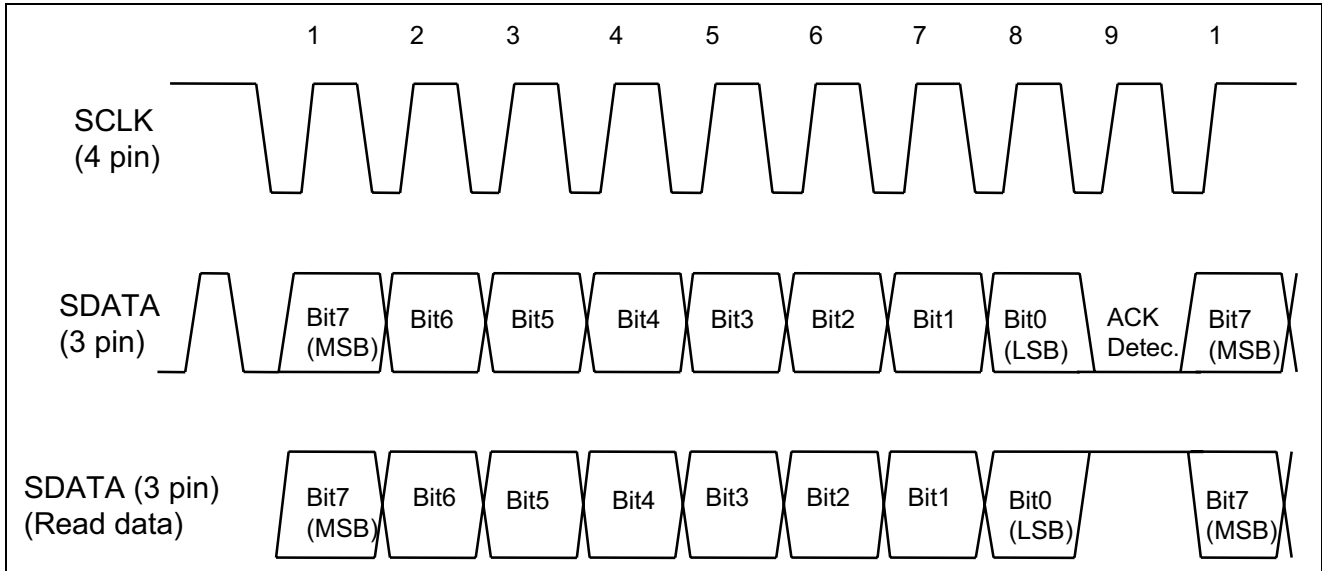 1 2 3 4 5 6 7 8 9 1
SCLK
(4 pin)
SDATA
(3 pin)
Bit7
(MSB)
Bit6
Bit5
Bit4
Bit3
Bit2
Bit1
Bit0
(LSB)
ACK
Detec.
Bit7
(MSB)
SDATA (3 pin)
(Read data)
Bit7
(MSB)
Bit6
Bit5
Bit4
Bit3
Bit2
Bit1
Bit0
(LSB)
Bit7
(MSB)